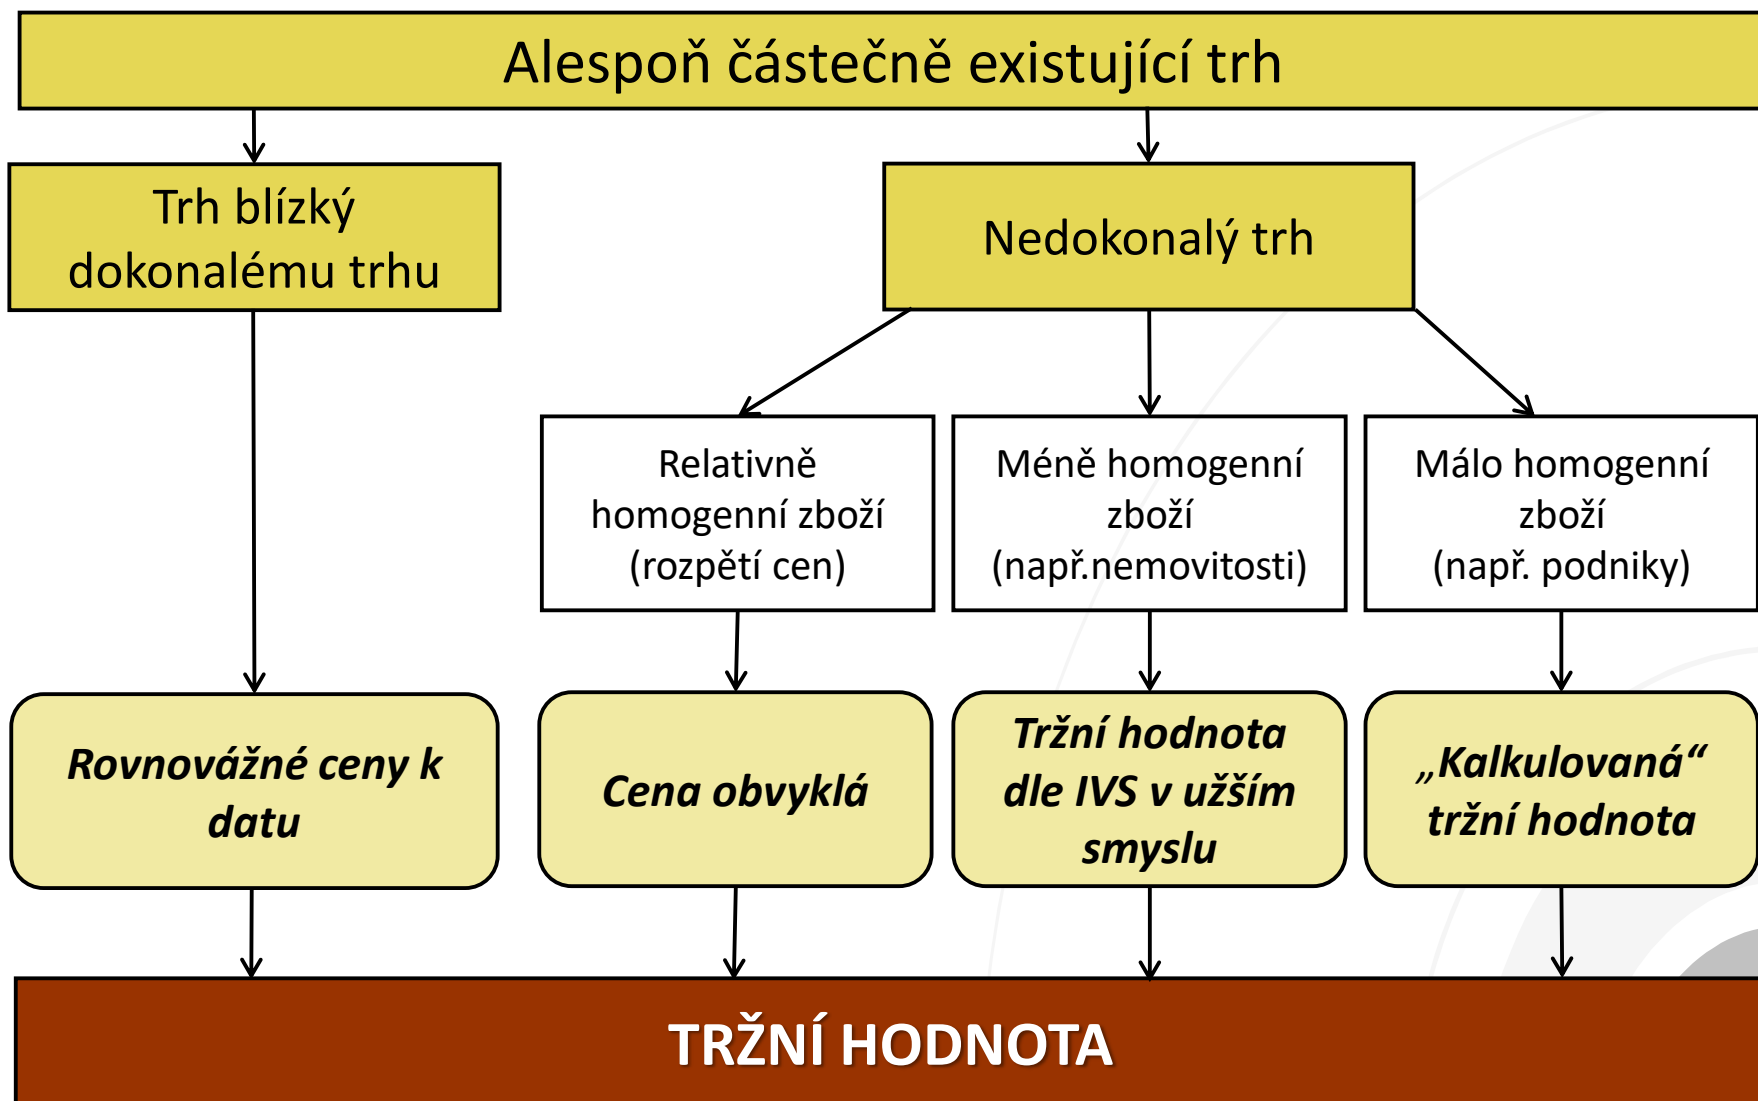 Alespoň částečně existující trh
Trh blízký
dokonalému trhu
Nedokonalý trh
Relativně
homogenní zboží
(rozpětí cen)
Méně homogenní
zboží
(např.nemovitosti)
Málo homogenní
zboží
(např. podniky)
Rovnovážné ceny k
datu
Cena obvyklá
Tržní hodnota
dle IVS v užším
smyslu
„Kalkulovaná“
tržní hodnota
TRŽNÍ HODNOTA